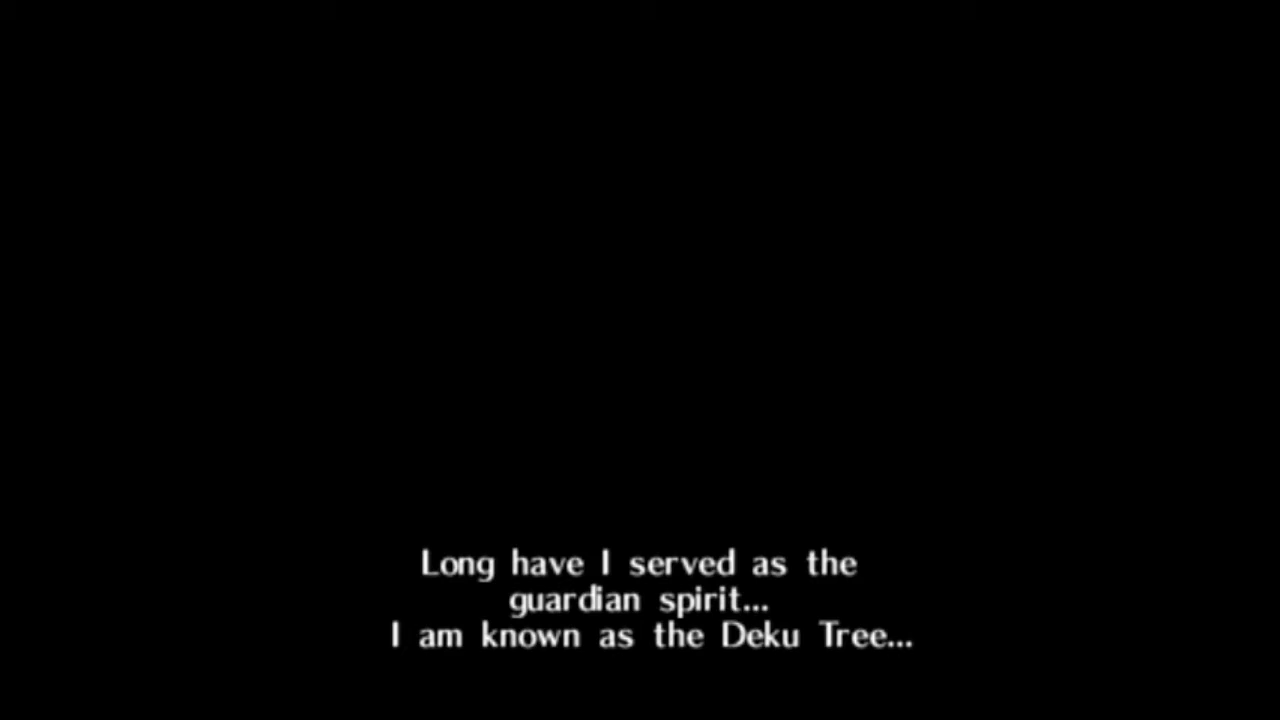 Long have I served as the
guardian spirit...
I am known as the Deku Tree...